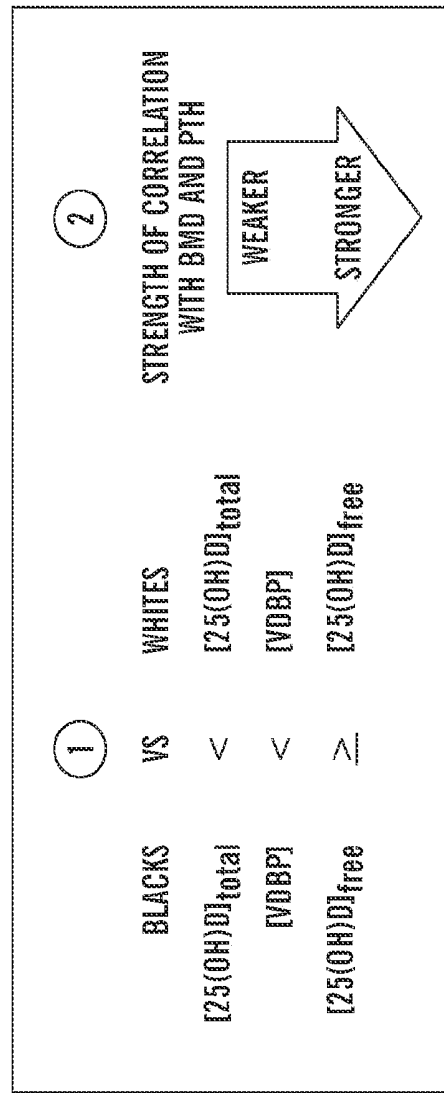 1
BLACKS VS WHITES
[25(OH)D]total < [25(OH)D]total
[VDBP] < [VDBP]
[25(OH)D]free ≥ [25(OH)D]free
2
STRENGTH OF CORRELATION
WITH BMD AND PTH
WEAKER
STRONGER